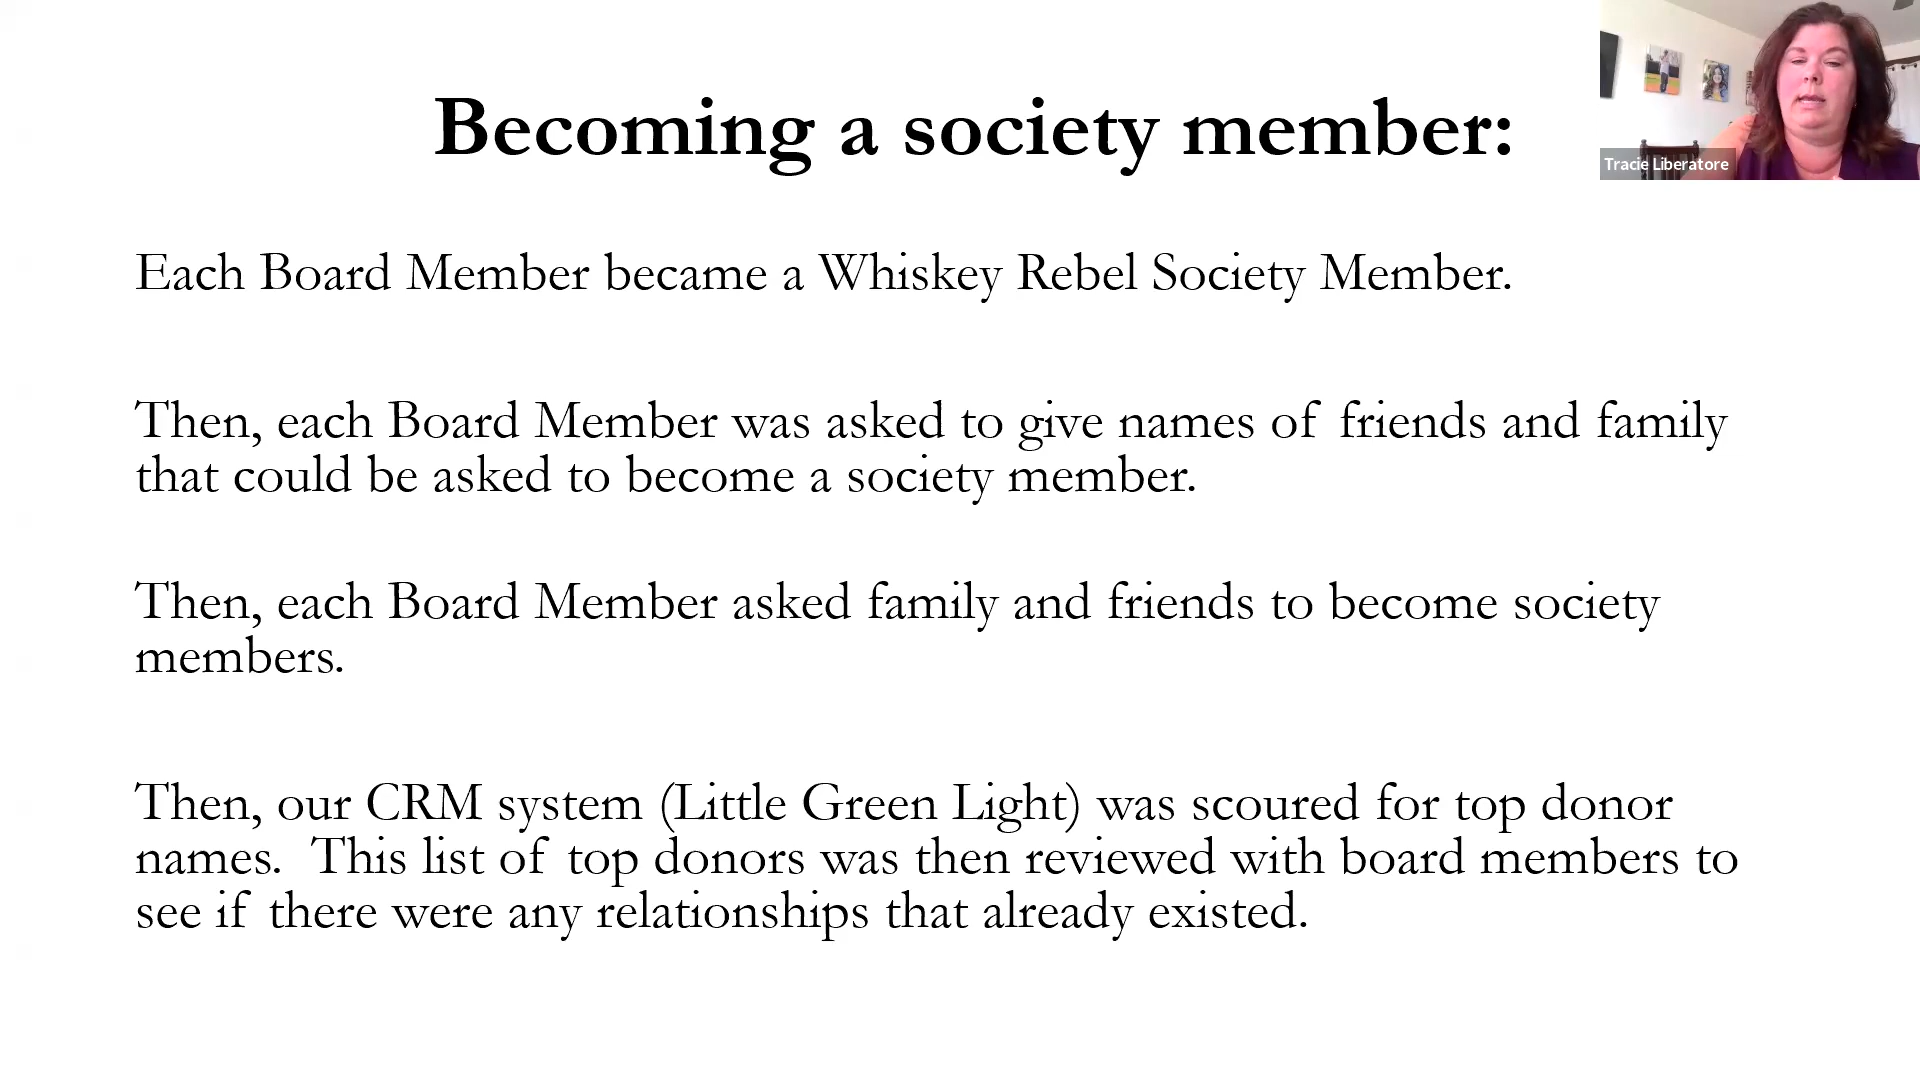 Becoming a society member:
Tracie Liberatore
Each Board Member became a Whiskey Rebel Society Member.
Then, each Board Member was asked to give names of friends and family
that could be asked to become a society member.
Then, each Board Member asked family and friends to become society
members.
Then, our CRM system (Little Green Light) was scoured for top donor
names.  This list of top donors was then reviewed with board members to
see if there were any relationships that already existed.